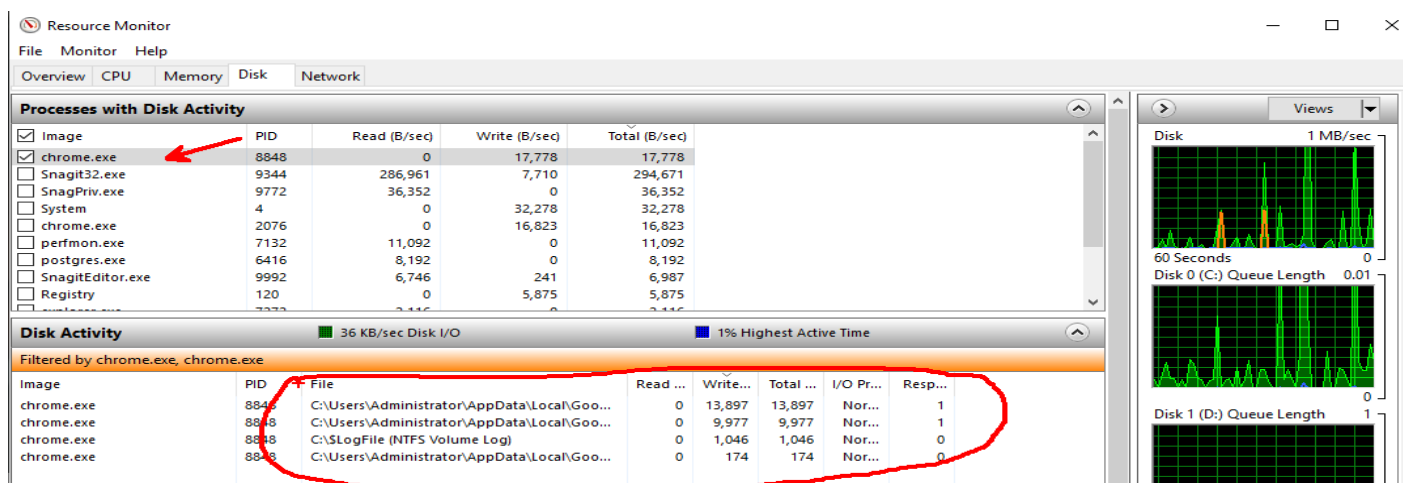 Resource Monitor
File Monitor Help
Overview CPU Memory Disk Network
Processes with Disk Activity
Image PID Read (B/sec) Write (B/sec) Total (B/sec)
chrome.exe 8848 0 17,778 17,778
Snagit32.exe 9344 286,961 7,710 294,671
SnagPriv.exe 9772 36,352 0 36,352
System 4 0 32,278 32,278
chrome.exe 2076 0 16,823 16,823
perfmon.exe 7132 11,092 0 11,092
postgres.exe 6416 8,192 0 8,192
SnagitEditor.exe 9992 6,746 241 6,987
Registry 120 0 5,875 5,875
Disk Activity 36 KB/sec Disk I/O 1% Highest Active Time
Filtered by chrome.exe, chrome.exe
Image PID File Read ... Write... Total ... I/O Pr... Resp...
chrome.exe 8848 C:\Users\Administrator\AppData\Local\Goo... 0 13,897 13,897 Nor... 1
chrome.exe 8848 C:\Users\Administrator\AppData\Local\Goo... 0 9,977 9,977 Nor... 1
chrome.exe 8848 C:\$LogFile (NTFS Volume Log) 0 1,046 1,046 Nor... 0
chrome.exe 8848 C:\Users\Administrator\AppData\Local\Goo... 0 174 174 Nor... 0
Views
Disk 1 MB/sec
60 Seconds 0
Disk 0 (C:) Queue Length 0.01
0
Disk 1 (D:) Queue Length 1